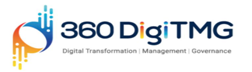 360 DigiTMG
Digital Transformation | Management | Governance